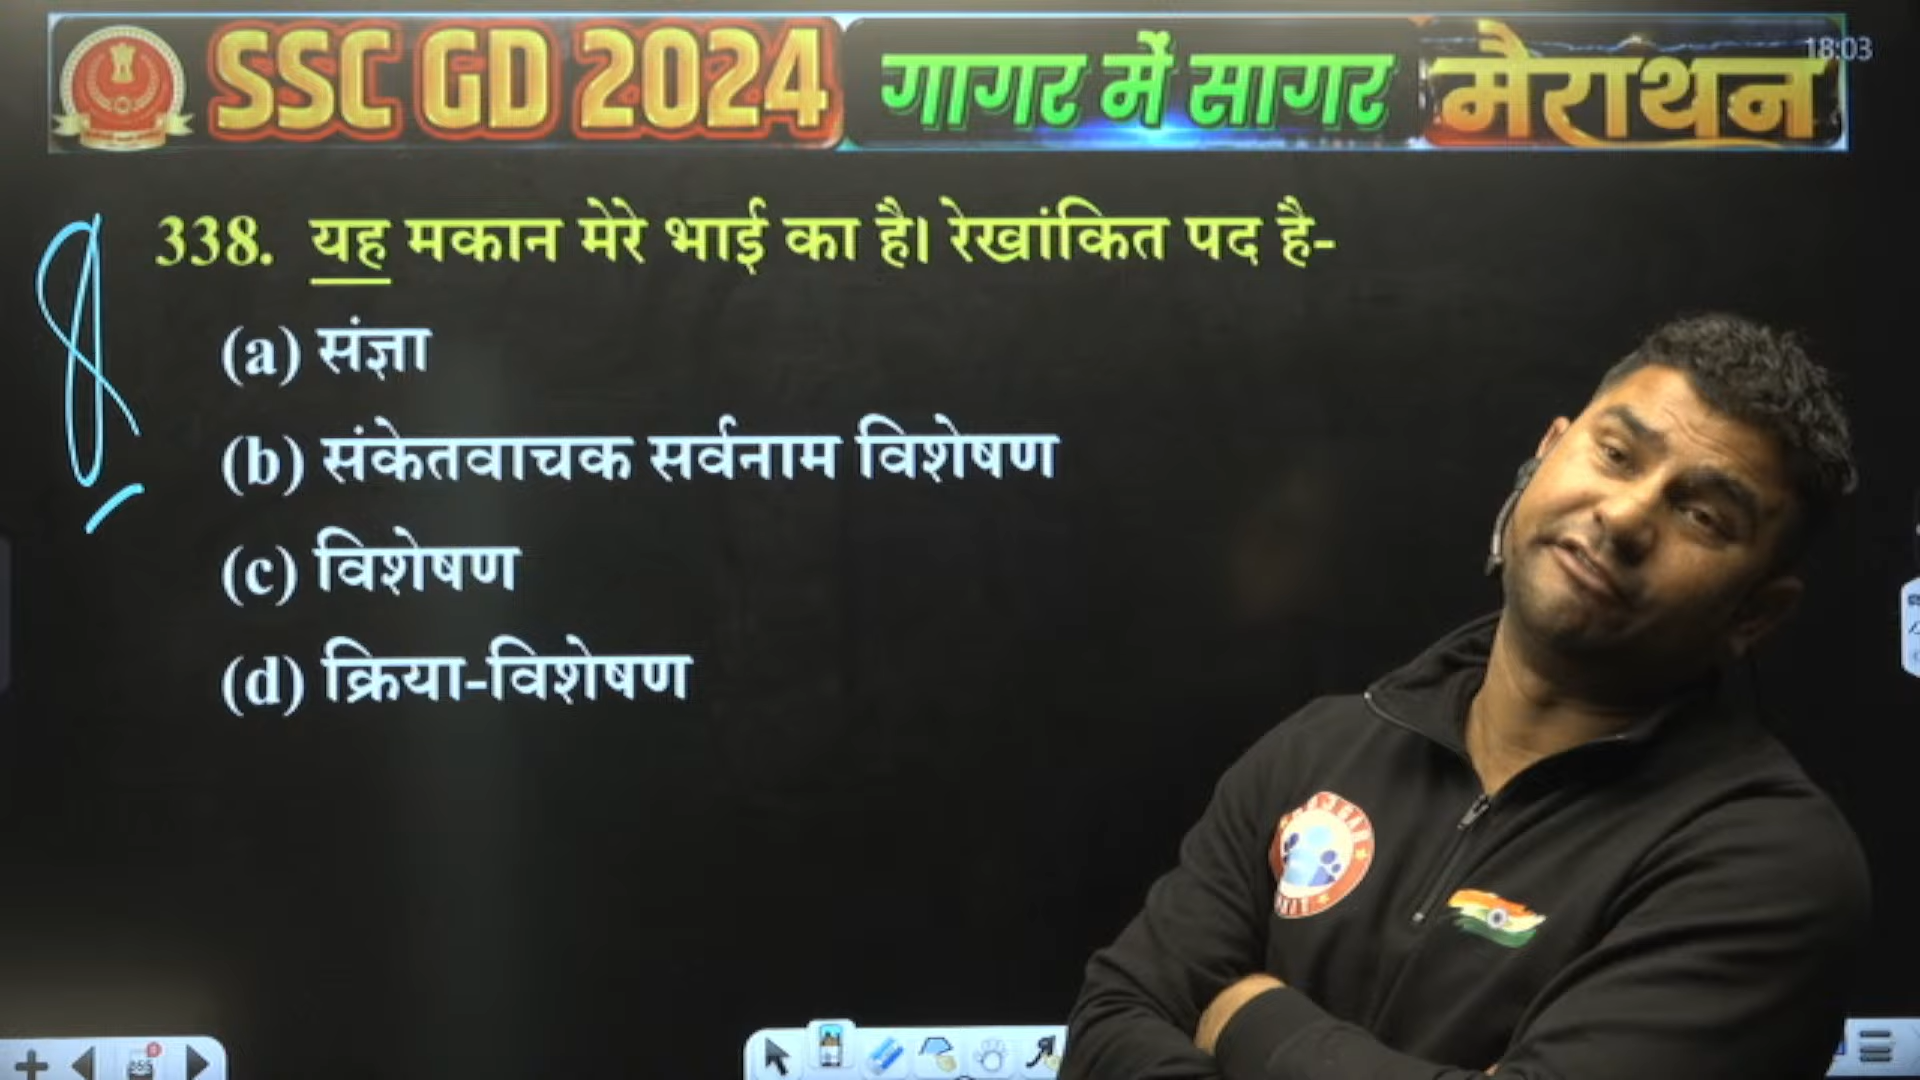 SSC GD 2024 गागर में सागर मैराथन
18:03
338. यह मकान मेरे भाई का है। रेखांकित पद है-
(a) संज्ञा
(b) संकेतवाचक सर्वनाम विशेषण
(c) विशेषण
(d) क्रिया-विशेषण